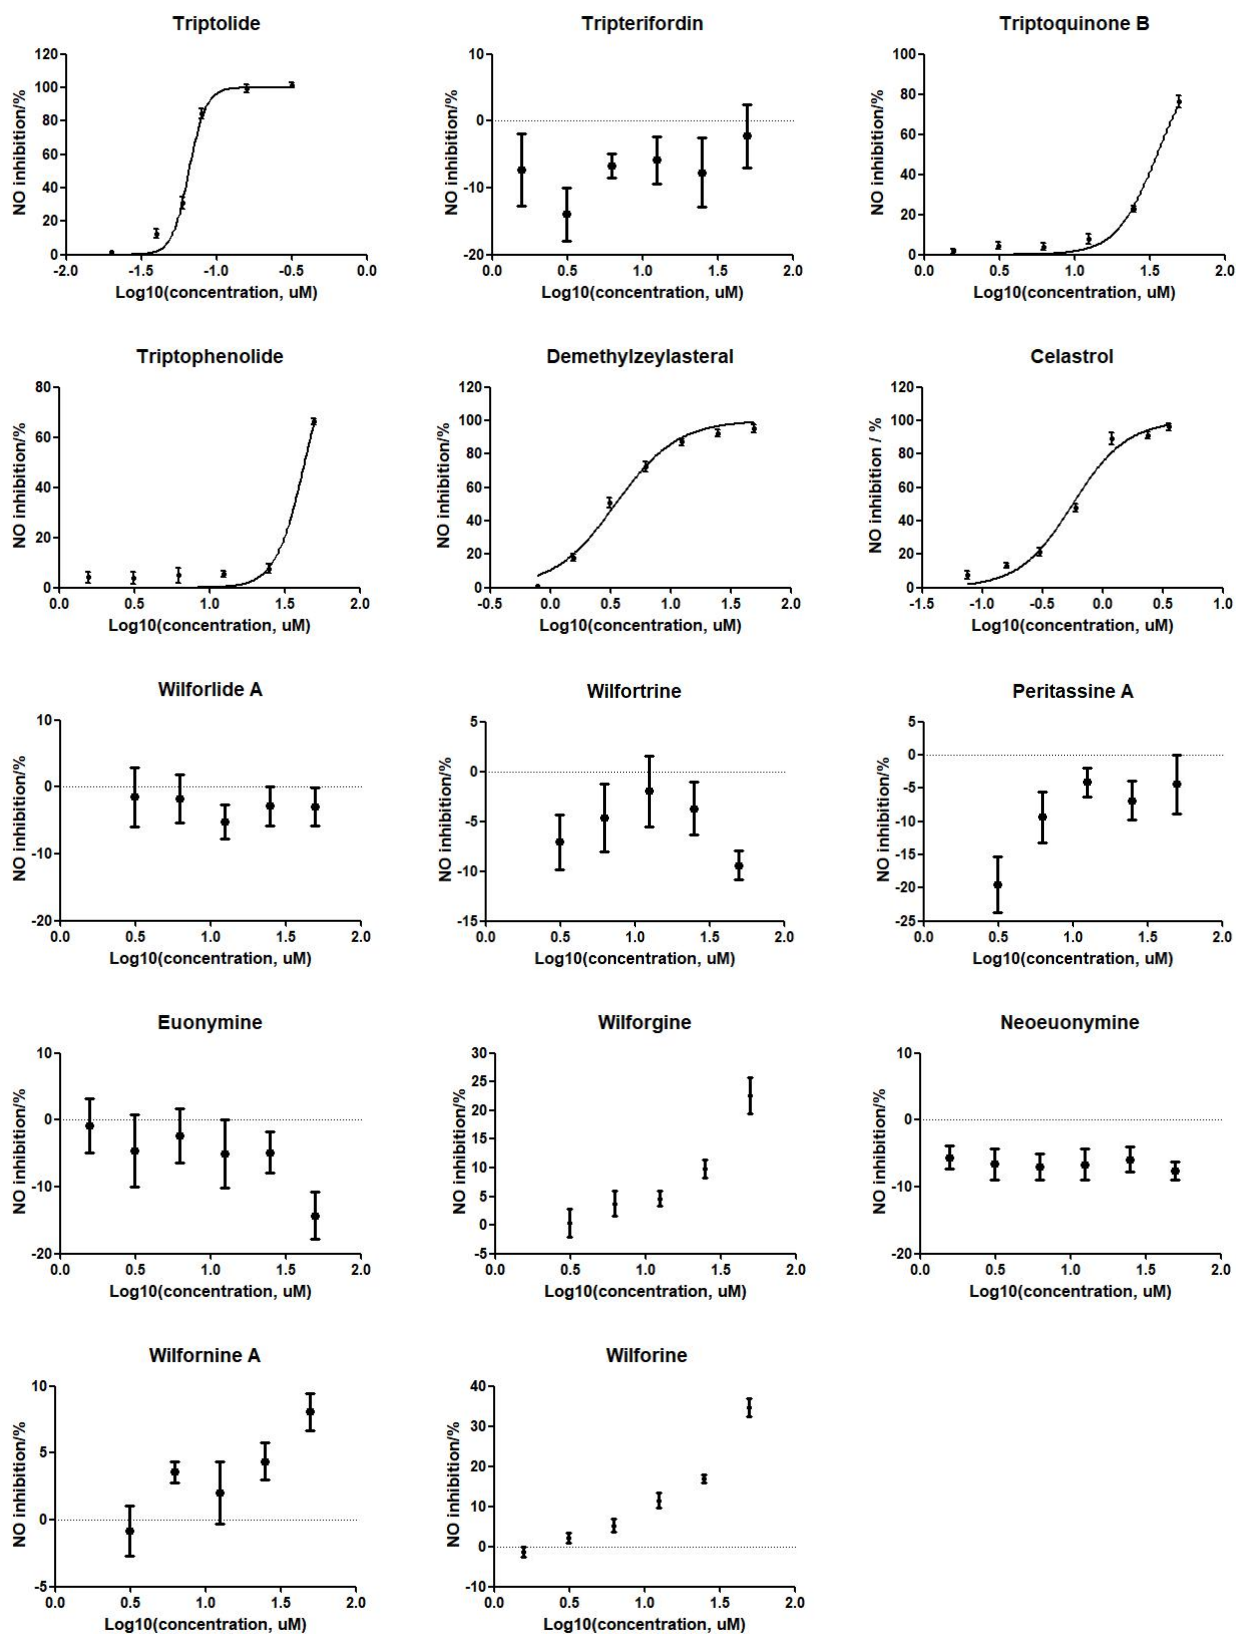 Triptolide
NO inhibition/%
120
100
80
60
40
20
0
-2.0 -1.5 -1.0 -0.5 0.0
Log10(concentration, uM)
Tripterifordin
NO inhibition/%
10
0
-10
-20
0.0 0.5 1.0 1.5 2.0
Log10(concentration, uM)
Triptoquinone B
NO inhibition/%
100
80
60
40
20
0
0.0 0.5 1.0 1.5 2.0
Log10(concentration, uM)
Triptophenolide
NO inhibition/%
80
60
40
20
0
0.0 0.5 1.0 1.5 2.0
Log10(concentration, uM)
Demethylzeylasteral
NO inhibition/%
120
100
80
60
40
20
0
-0.5 0.0 0.5 1.0 1.5 2.0
Log10(concentration, uM)
Celastrol
NO inhibition / %
120
100
80
60
40
20
0
-1.5 -1.0 -0.5 0.0 0.5 1.0
Log10(concentration, uM)
Wilforlide A
NO inhibition/%
10
0
-10
-20
0.0 0.5 1.0 1.5 2.0
Log10(concentration, uM)
Wilfortrine
NO inhibition/%
5
0
-5
-10
-15
0.0 0.5 1.0 1.5 2.0
Log10(concentration, uM)
Peritassine A
NO inhibition/%
5
0
-5
-10
-15
-20
-25
0.0 0.5 1.0 1.5 2.0
Log10(concentration, uM)
Euonymine
NO inhibition/%
10
0
-10
-20
0.0 0.5 1.0 1.5 2.0
Log10(concentration, uM)
Wilforgine
NO inhibition/%
30
25
20
15
10
5
0
-5
0.0 0.5 1.0 1.5 2.0
Log10(concentration, uM)
Neoeuonymine
NO inhibition/%
10
0
-10
-20
0.0 0.5 1.0 1.5 2.0
Log10(concentration, uM)
Wilfornine A
NO inhibition/%
10
5
0
-5
0.0 0.5 1.0 1.5 2.0
Log10(concentration, uM)
Wilforine
NO inhibition/%
40
30
20
10
0
-10
0.0 0.5 1.0 1.5 2.0
Log10(concentration, uM)